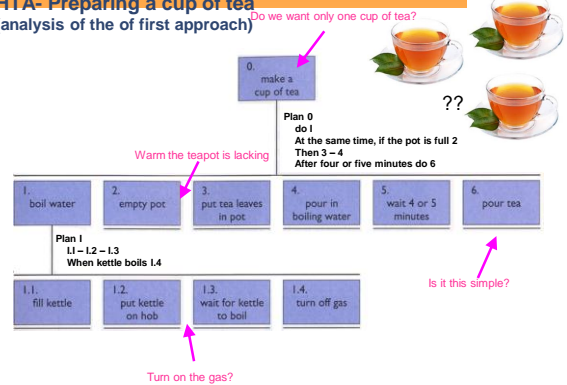 HTA- Preparing a cup of tea
analysis of the of first approach)
Do we want only one cup of tea?
0.
make a
cup of tea
??
Plan 0
do I
At the same time, if the pot is full 2
Then 3 – 4
After four or five minutes do 6
Warm the teapot is lacking
1.
boil water
2.
empty pot
3.
put tea leaves
in pot
4.
pour in
boiling water
5.
wait 4 or 5
minutes
6.
pour tea
Plan I
I.I – I.2 – I.3
When kettle boils I.4
Is it this simple?
1.1.
fill kettle
1.2.
put kettle
on hob
1.3.
wait for kettle
to boil
1.4.
turn off gas
Turn on the gas?